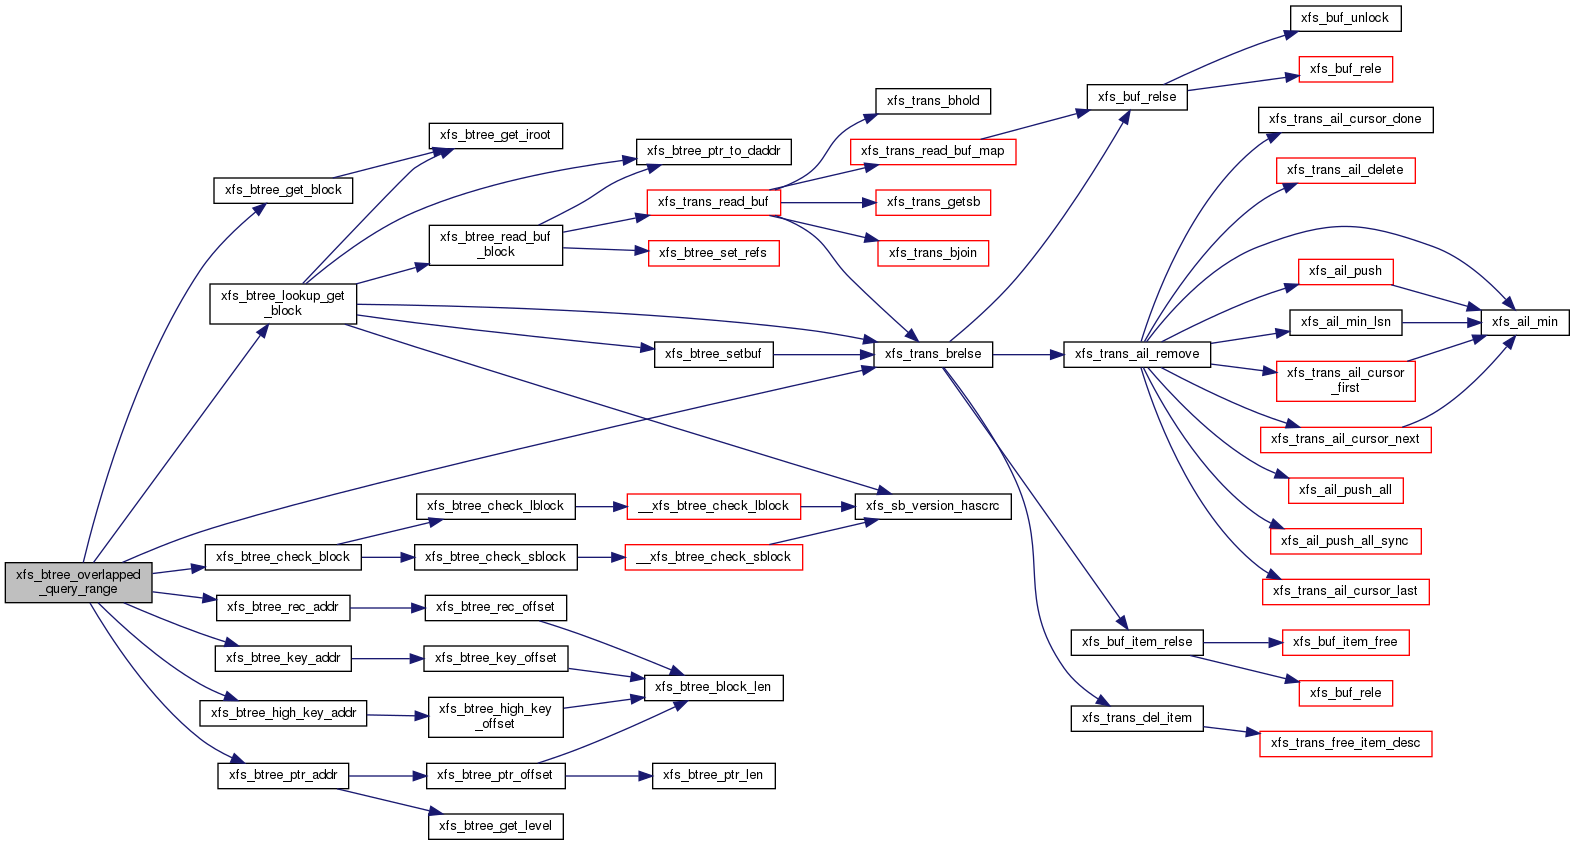 xfs_btree_overlapped
_query_range
xfs_btree_get_block
xfs_btree_lookup_get
_block
xfs_btree_check_block
xfs_btree_rec_addr
xfs_btree_key_addr
xfs_btree_high_key_addr
xfs_btree_ptr_addr
xfs_btree_get_iroot
xfs_btree_read_buf
_block
xfs_btree_check_lblock
xfs_btree_check_sblock
xfs_btree_rec_offset
xfs_btree_key_offset
xfs_btree_high_key
_offset
xfs_btree_ptr_offset
xfs_btree_get_level
xfs_btree_ptr_to_daddr
xfs_trans_read_buf
xfs_btree_set_refs
xfs_btree_setbuf
__xfs_btree_check_lblock
__xfs_btree_check_sblock
xfs_btree_block_len
xfs_btree_ptr_len
xfs_trans_bhold
xfs_trans_read_buf_map
xfs_trans_getsb
xfs_trans_bjoin
xfs_trans_brelse
xfs_sb_version_hascrc
xfs_buf_relse
xfs_trans_ail_remove
xfs_buf_item_relse
xfs_trans_del_item
xfs_buf_unlock
xfs_buf_rele
xfs_trans_ail_cursor_done
xfs_trans_ail_delete
xfs_ail_push
xfs_ail_min_lsn
xfs_trans_ail_cursor
_first
xfs_trans_ail_cursor_next
xfs_ail_push_all
xfs_ail_push_all_sync
xfs_trans_ail_cursor_last
xfs_buf_item_free
xfs_buf_rele
xfs_trans_free_item_desc
xfs_ail_min